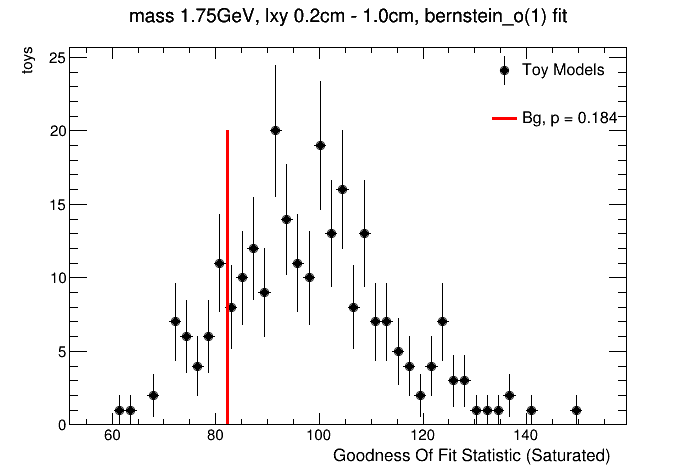 mass 1.75GeV, lxy 0.2cm - 1.0cm, bernstein_o(1) fit
toys
25
20
15
10
5
0
Toy Models
Bg, p = 0.184
60 80 100 120 140
Goodness Of Fit Statistic (Saturated)